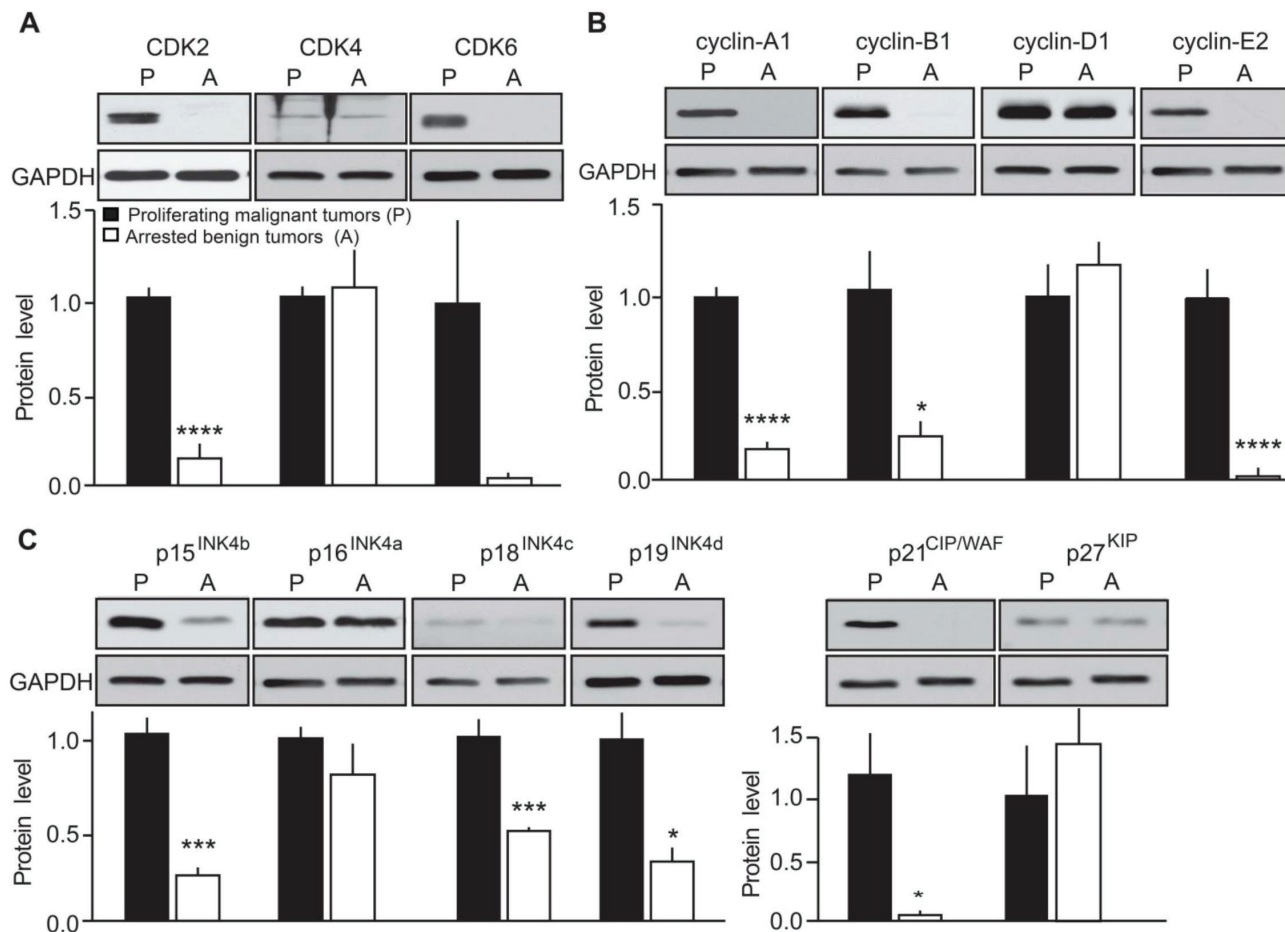 A
CDK2 CDK4 CDK6
P A P A P A
GAPDH
1.5
Proliferating malignant tumors (P)
Arrested benign tumors (A)
1.0
0.5
0.0
Protein level
****
B
cyclin-A1 cyclin-B1 cyclin-D1 cyclin-E2
P A P A P A P A
GAPDH
1.5
1.0
0.5
0.0
Protein level
**** * ****
C
p15INK4b p16INK4a p18INK4c p19INK4d
P A P A P A P A
GAPDH
1.0
0.5
0.0
Protein level
*** *** *
p21CIP/WAF p27KIP
P A P A
1.5
1.0
0.5
0.0
Protein level
*